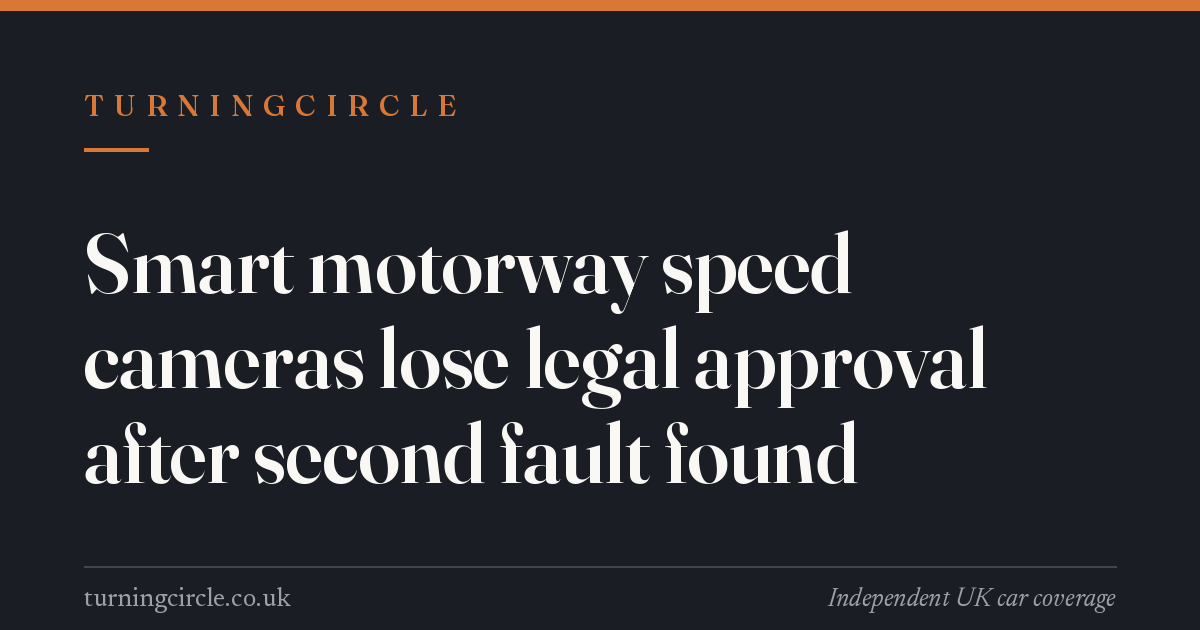 TURNINGCIRCLE
Smart motorway speed
cameras lose legal approval
after second fault found
turningcircle.co.uk
Independent UK car coverage